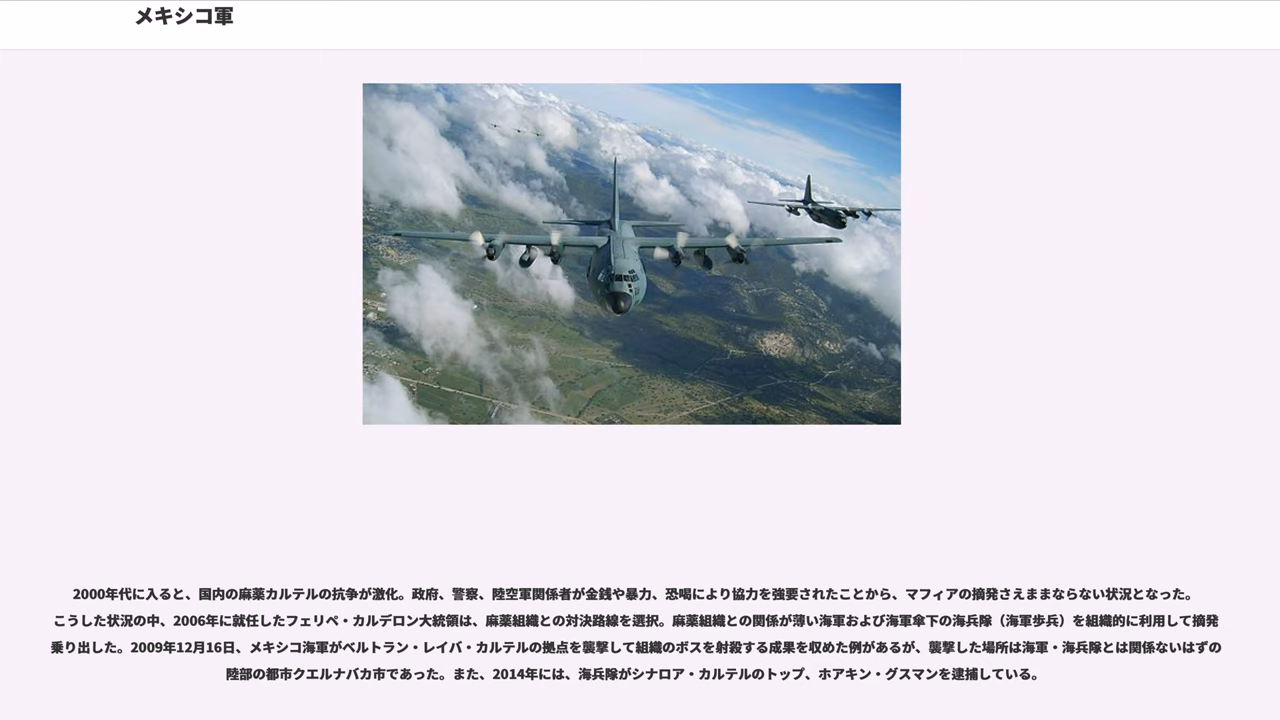 メキシコ軍
2000年代に入ると、国内の麻薬カルテルの抗争が激化。政府、警察、陸空軍関係者が金銭や暴力、恐喝により協力を強要されたことから、マフィアの摘発さえままならない状況となった。
こうした状況の中、2006年に就任したフェリペ・カルデロン大統領は、麻薬組織との対決路線を選択。麻薬組織との関係が薄い海軍および海軍傘下の海兵隊（海軍歩兵）を組織的に利用して摘発
乗り出した。2009年12月16日、メキシコ海軍がベルトラン・レイバ・カルテルの拠点を襲撃して組織のボスを射殺する成果を収めた例があるが、襲撃した場所は海軍・海兵隊とは関係ないはずの
陸部の都市クエルナバカ市であった。また、2014年には、海兵隊がシナロア・カルテルのトップ、ホアキン・グスマンを逮捕している。